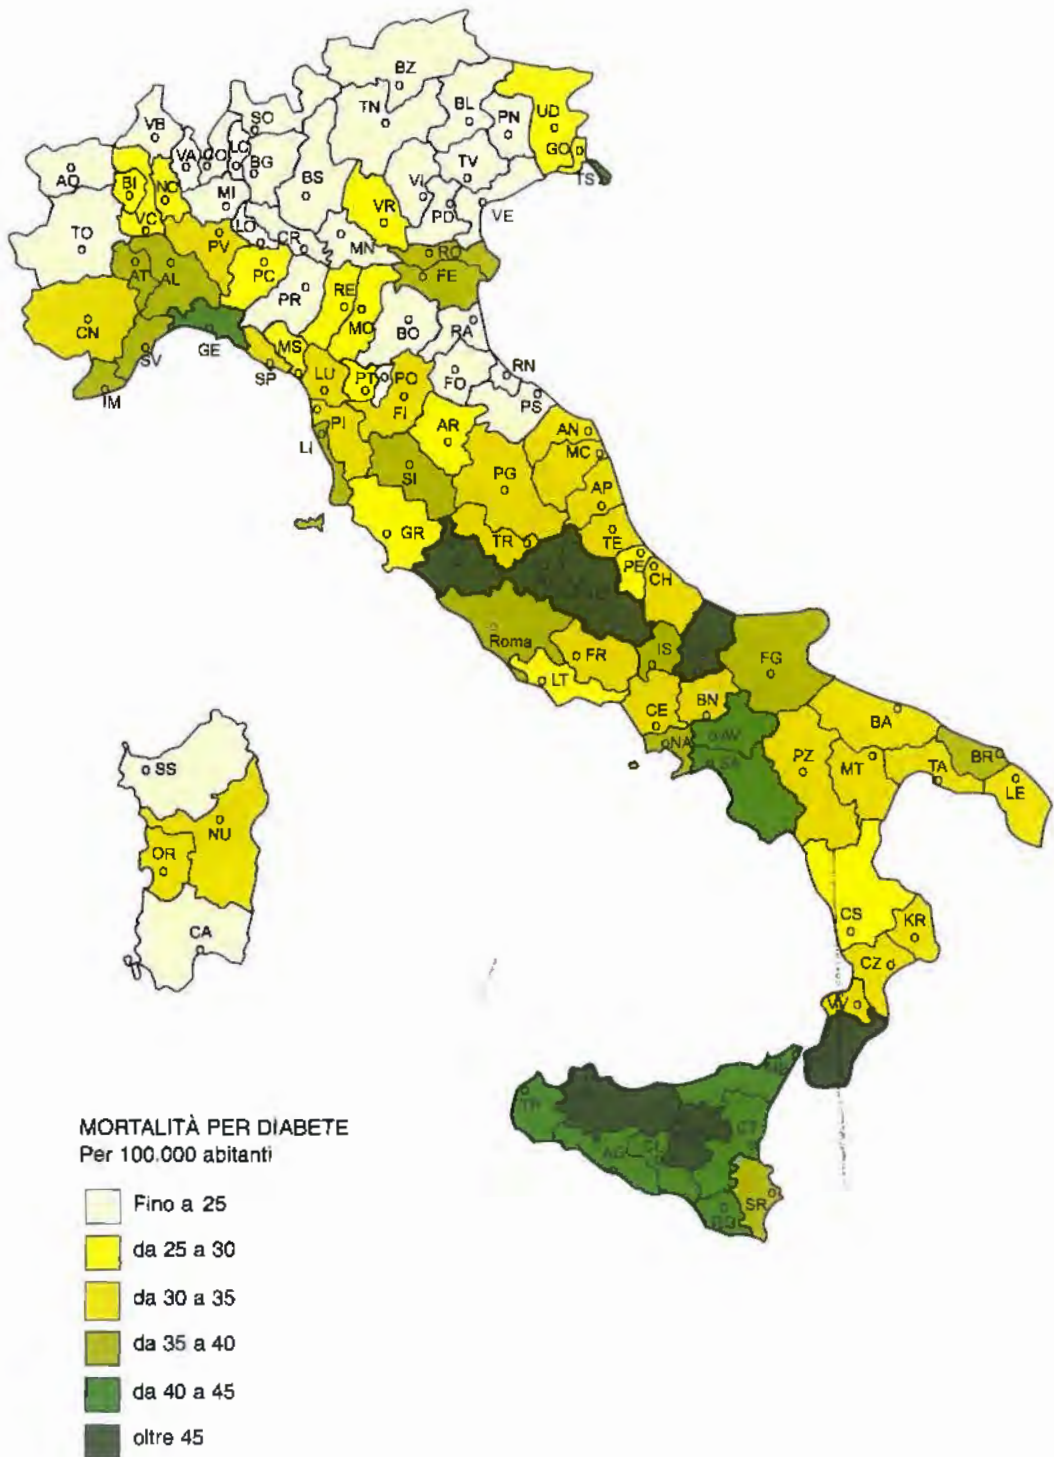 BZ
TN
BL
PN
UD
GO
TS
VB
SO
VA
CO
LC
BG
BS
TV
VI
PD
VE
AO
BI
NO
MI
VR
VC
LO
CR
MN
TO
PV
RO
AT
AL
PC
FE
PR
RE
MO
BO
RA
CN
GE
SV
MS
SP
LU
PT
PO
FO
RN
IM
PS
FI
PI
AR
AN
LI
MC
SI
PG
AP
GR
TR
TE
PE
CH
Roma
FR
IS
FG
LT
BN
CE
BA
NA
AV
SA
PZ
MT
TA
BR
LE
SS
NU
OR
CS
KR
CA
CZ
VV
TP
CT
AG
CL
SR
RG
MORTALITÀ PER DIABETE
Per 100.000 abitanti
Fino a 25
da 25 a 30
da 30 a 35
da 35 a 40
da 40 a 45
oltre 45